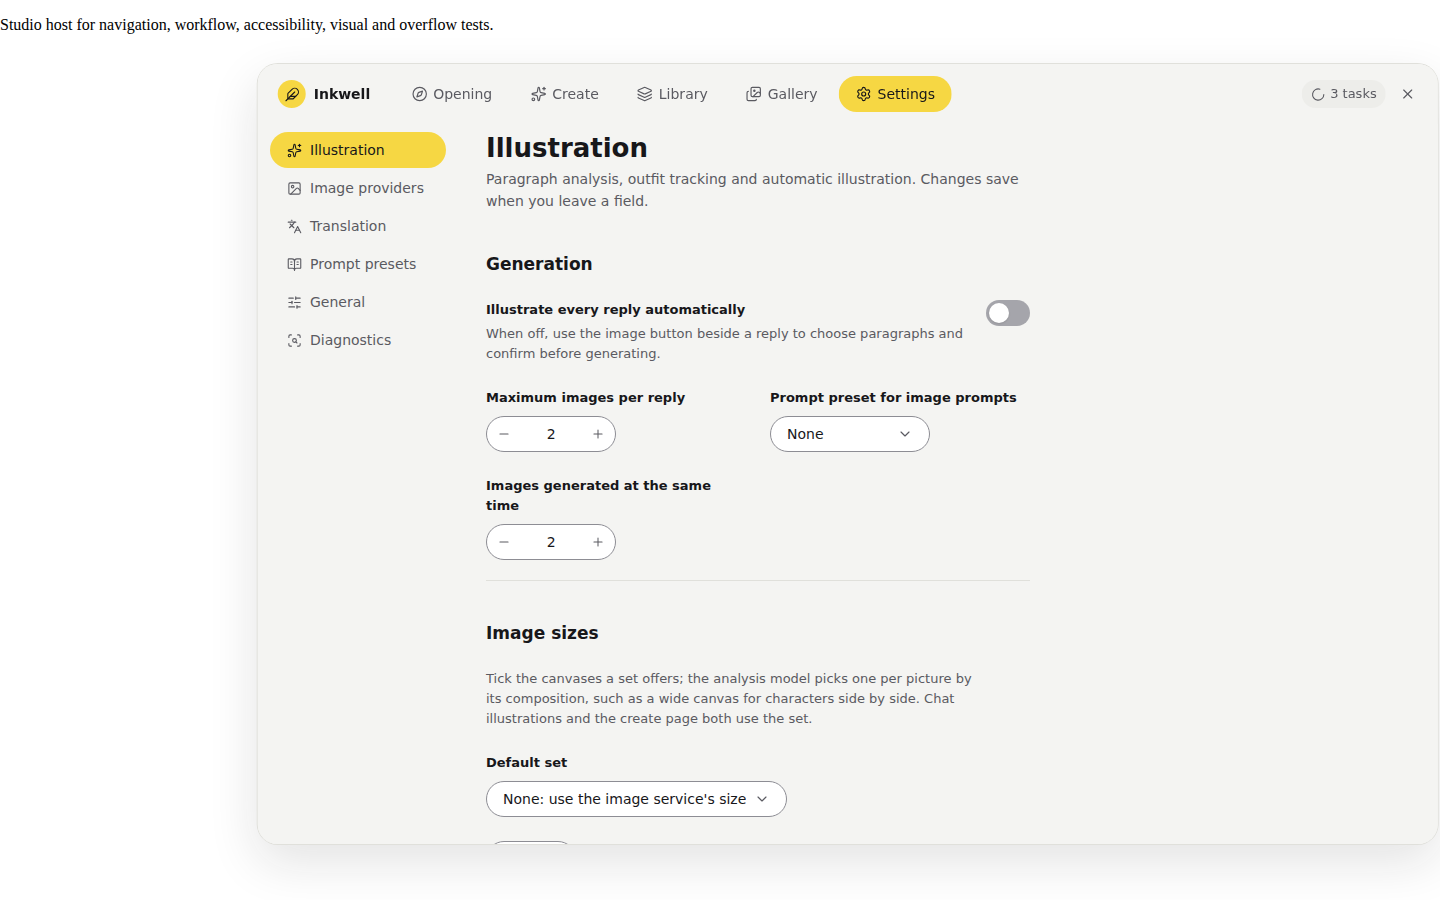 Studio host for navigation, workflow, accessibility, visual and overflow tests.
Inkwell
Opening
Create
Library
Gallery
Settings
3 tasks
Illustration
Image providers
Translation
Prompt presets
General
Diagnostics
Illustration
Paragraph analysis, outfit tracking and automatic illustration. Changes save
when you leave a field.
Generation
Illustrate every reply automatically
When off, use the image button beside a reply to choose paragraphs and
confirm before generating.
Maximum images per reply
2
Prompt preset for image prompts
None
Images generated at the same
time
2
Image sizes
Tick the canvases a set offers; the analysis model picks one per picture by
its composition, such as a wide canvas for characters side by side. Chat
illustrations and the create page both use the set.
Default set
None: use the image service's size